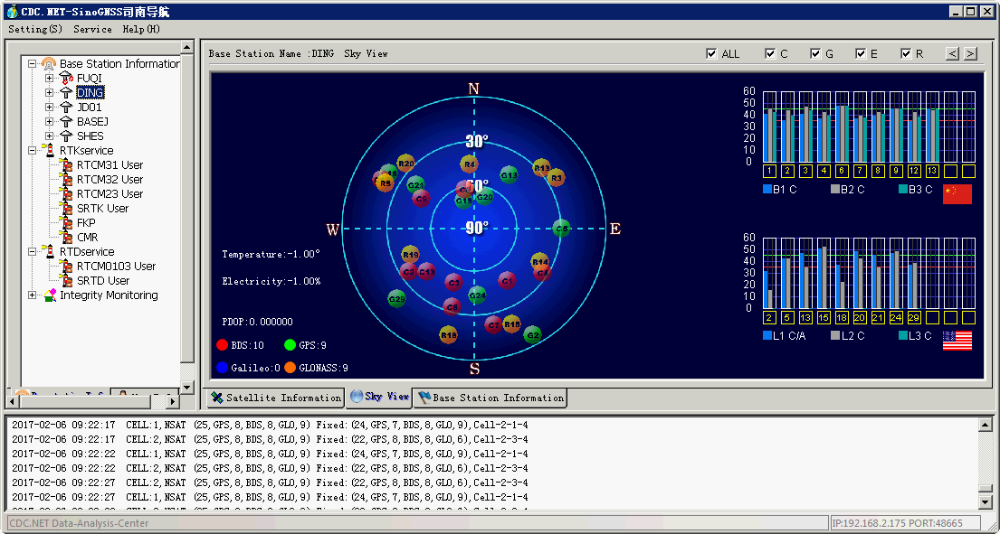 CDC.NET-SinoGNSS司南导航
Setting(S) Service Help(H)
Base Station Information
FUQI
DING
JD01
BASEJ
SHES
RTKservice
RTCM31 User
RTCM32 User
RTCM23 User
SRTK User
FKP
CMR
RTDservice
RTCM0103 User
SRTD User
Integrity Monitoring
Base Station Name :DING Sky View
ALL C G E R < >
N
30°
60°
90°
W E
S
R20
R4
R13
R3
G13
R8
G21
C9
G15
G20
G5
R19
R14
C2 C13
C3
C1
G29
G24
C7 R15
R18
G2
Temperature:-1.00°
Electricity:-1.00%
PDOP:0.000000
BDS:10 GPS:9
Galileo:0 GLONASS:9
60
50
40
30
20
10
0
1 2 3 4 6 7 8 9 12 13
B1 C B2 C B3 C
60
50
40
30
20
10
0
2 5 13 15 18 20 21 24 29
L1 C/A L2 C L3 C
Satellite Information Sky View Base Station Information
2017-02-06 09:22:17 CELL:1,NSAT (25,GPS,8,BDS,8,GLO,9) Fixed:(24,GPS,7,BDS,8,GLO,9),Cell-2-1-4
2017-02-06 09:22:17 CELL:2,NSAT (25,GPS,8,BDS,8,GLO,9) Fixed:(22,GPS,8,BDS,8,GLO,6),Cell-2-3-4
2017-02-06 09:22:22 CELL:1,NSAT (25,GPS,8,BDS,8,GLO,9) Fixed:(24,GPS,7,BDS,8,GLO,9),Cell-2-1-4
2017-02-06 09:22:22 CELL:2,NSAT (25,GPS,8,BDS,8,GLO,9) Fixed:(22,GPS,8,BDS,8,GLO,6),Cell-2-3-4
2017-02-06 09:22:27 CELL:2,NSAT (25,GPS,8,BDS,8,GLO,9) Fixed:(22,GPS,8,BDS,8,GLO,6),Cell-2-3-4
2017-02-06 09:22:27 CELL:1,NSAT (25,GPS,8,BDS,8,GLO,9) Fixed:(24,GPS,7,BDS,8,GLO,9),Cell-2-1-4
CDC.NET Data-Analysis-Center
IP:192.168.2.175 PORT:48665